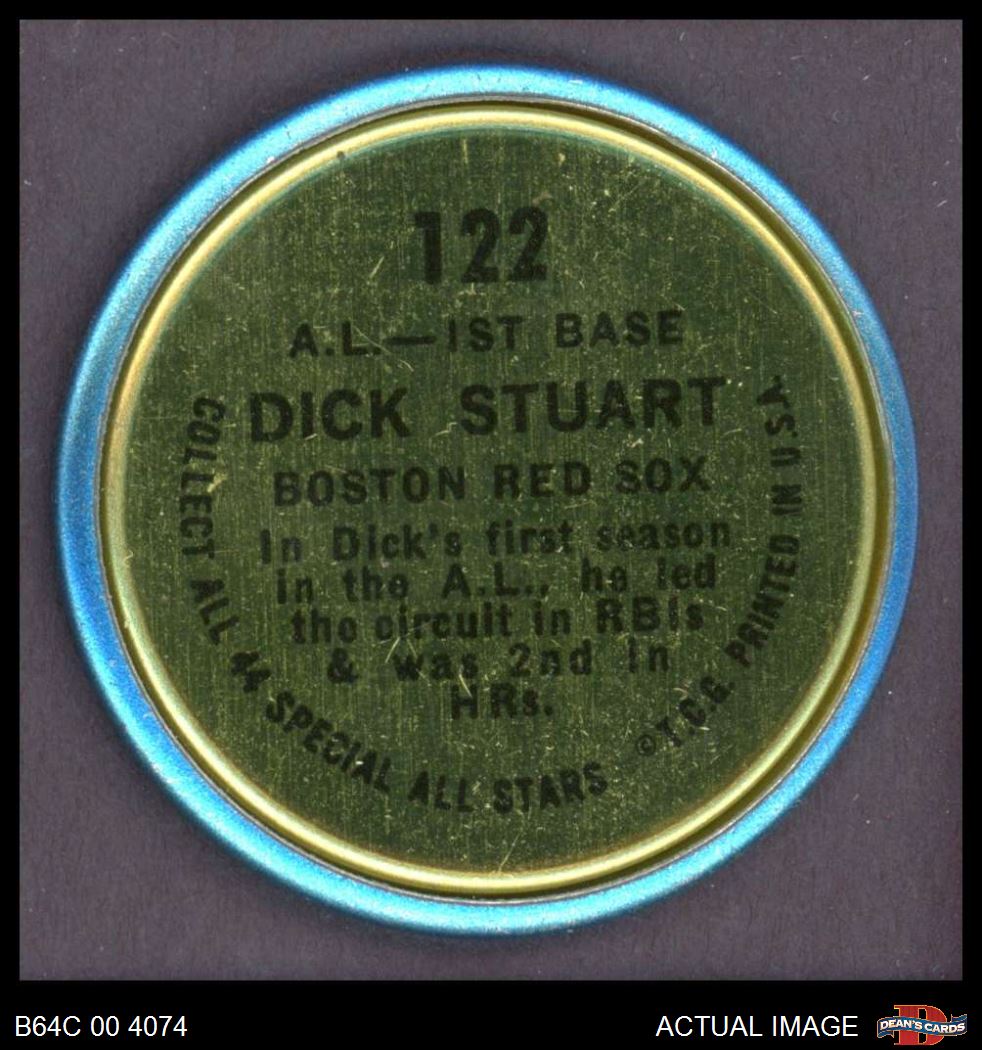 122
A.L.—1ST BASE
DICK STUART
BOSTON RED SOX
In Dick's first season
in the A.L., he led
the circuit in RBIs
& was 2nd in
HRs.
COLLECT ALL 44 SPECIAL ALL STARS
© T.C.G. PRINTED IN U.S.A.
B64C 00 4074
ACTUAL IMAGE
DEAN'S CARDS